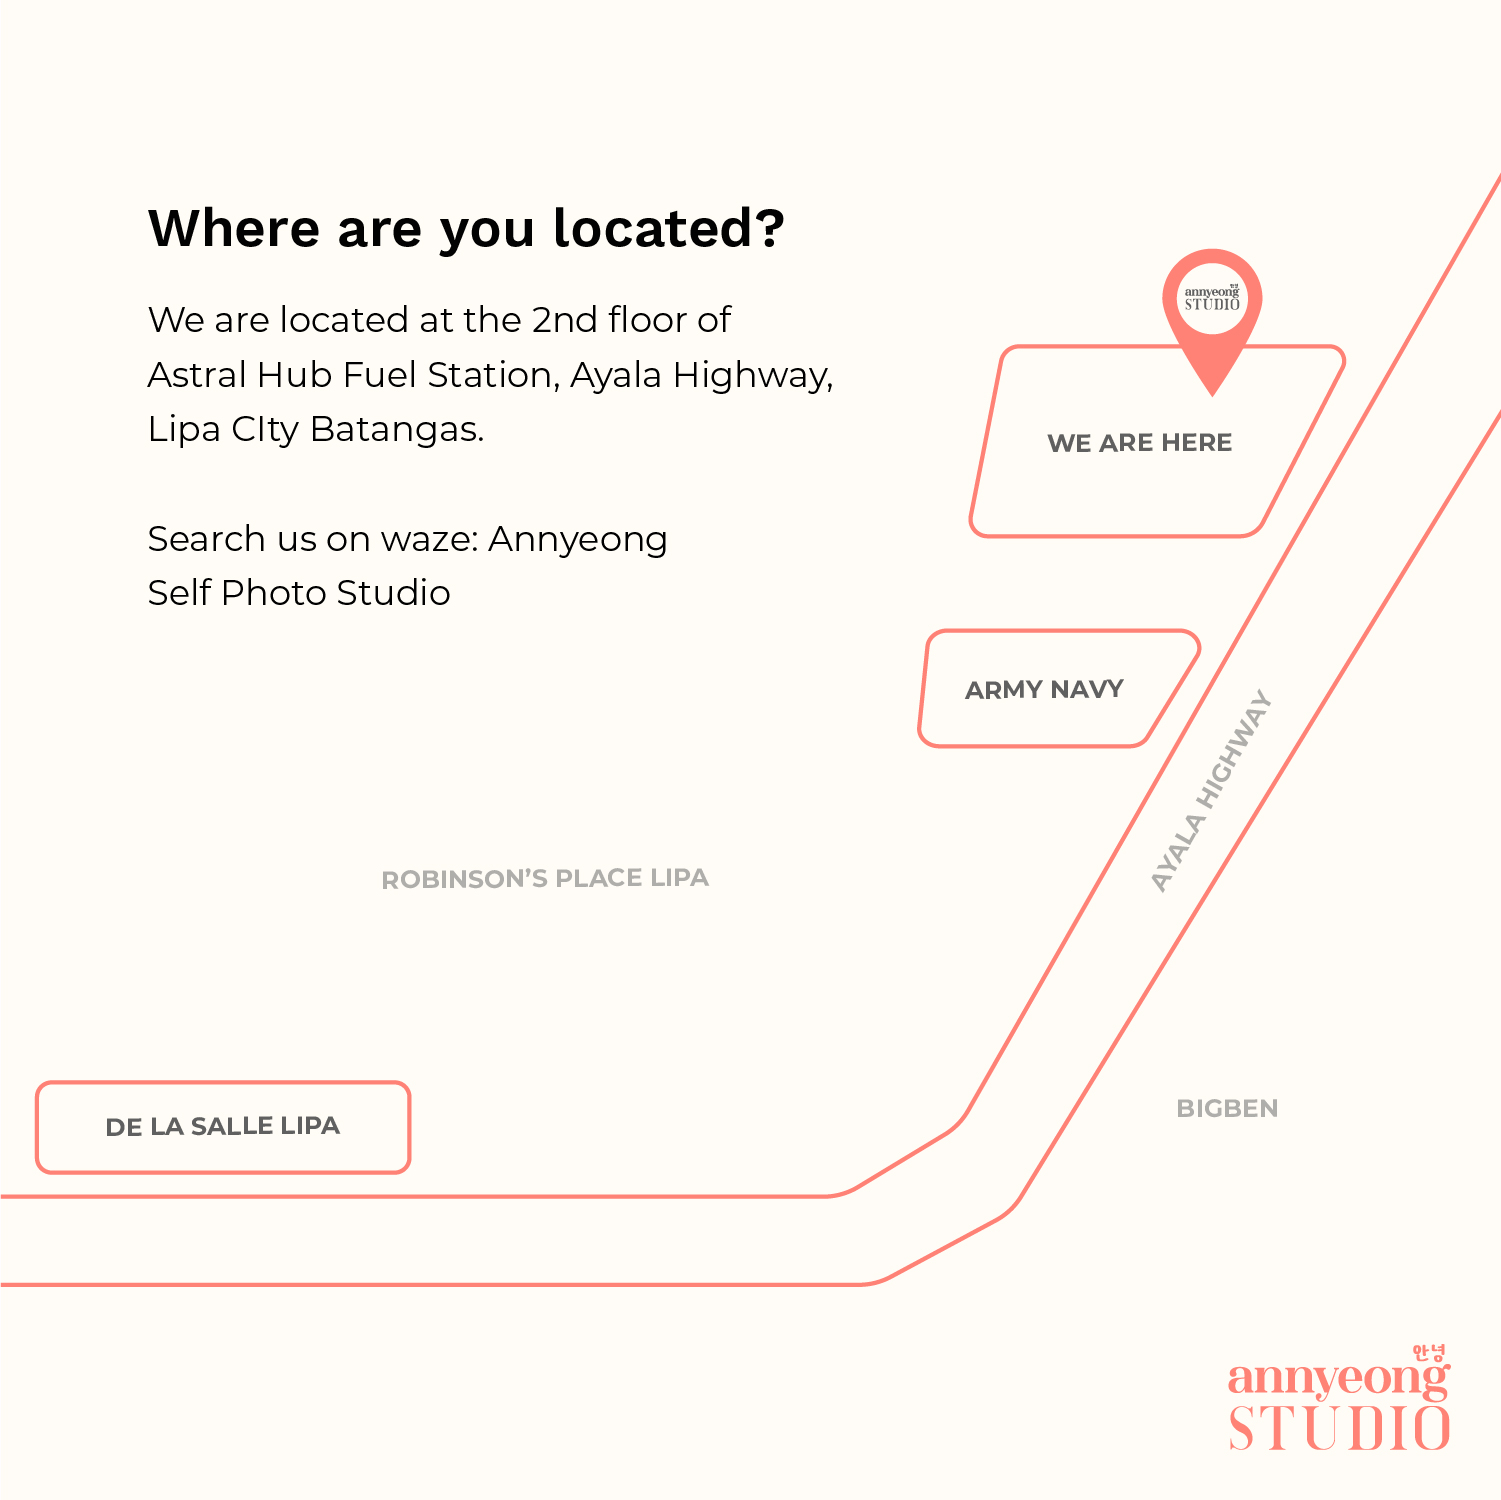 Where are you located?
We are located at the 2nd floor of
Astral Hub Fuel Station, Ayala Highway,
Lipa CIty Batangas.
Search us on waze: Annyeong
Self Photo Studio
안녕
annyeong
STUDIO
WE ARE HERE
ARMY NAVY
AYALA HIGHWAY
ROBINSON'S PLACE LIPA
BIGBEN
DE LA SALLE LIPA
안녕
annyeong
STUDIO